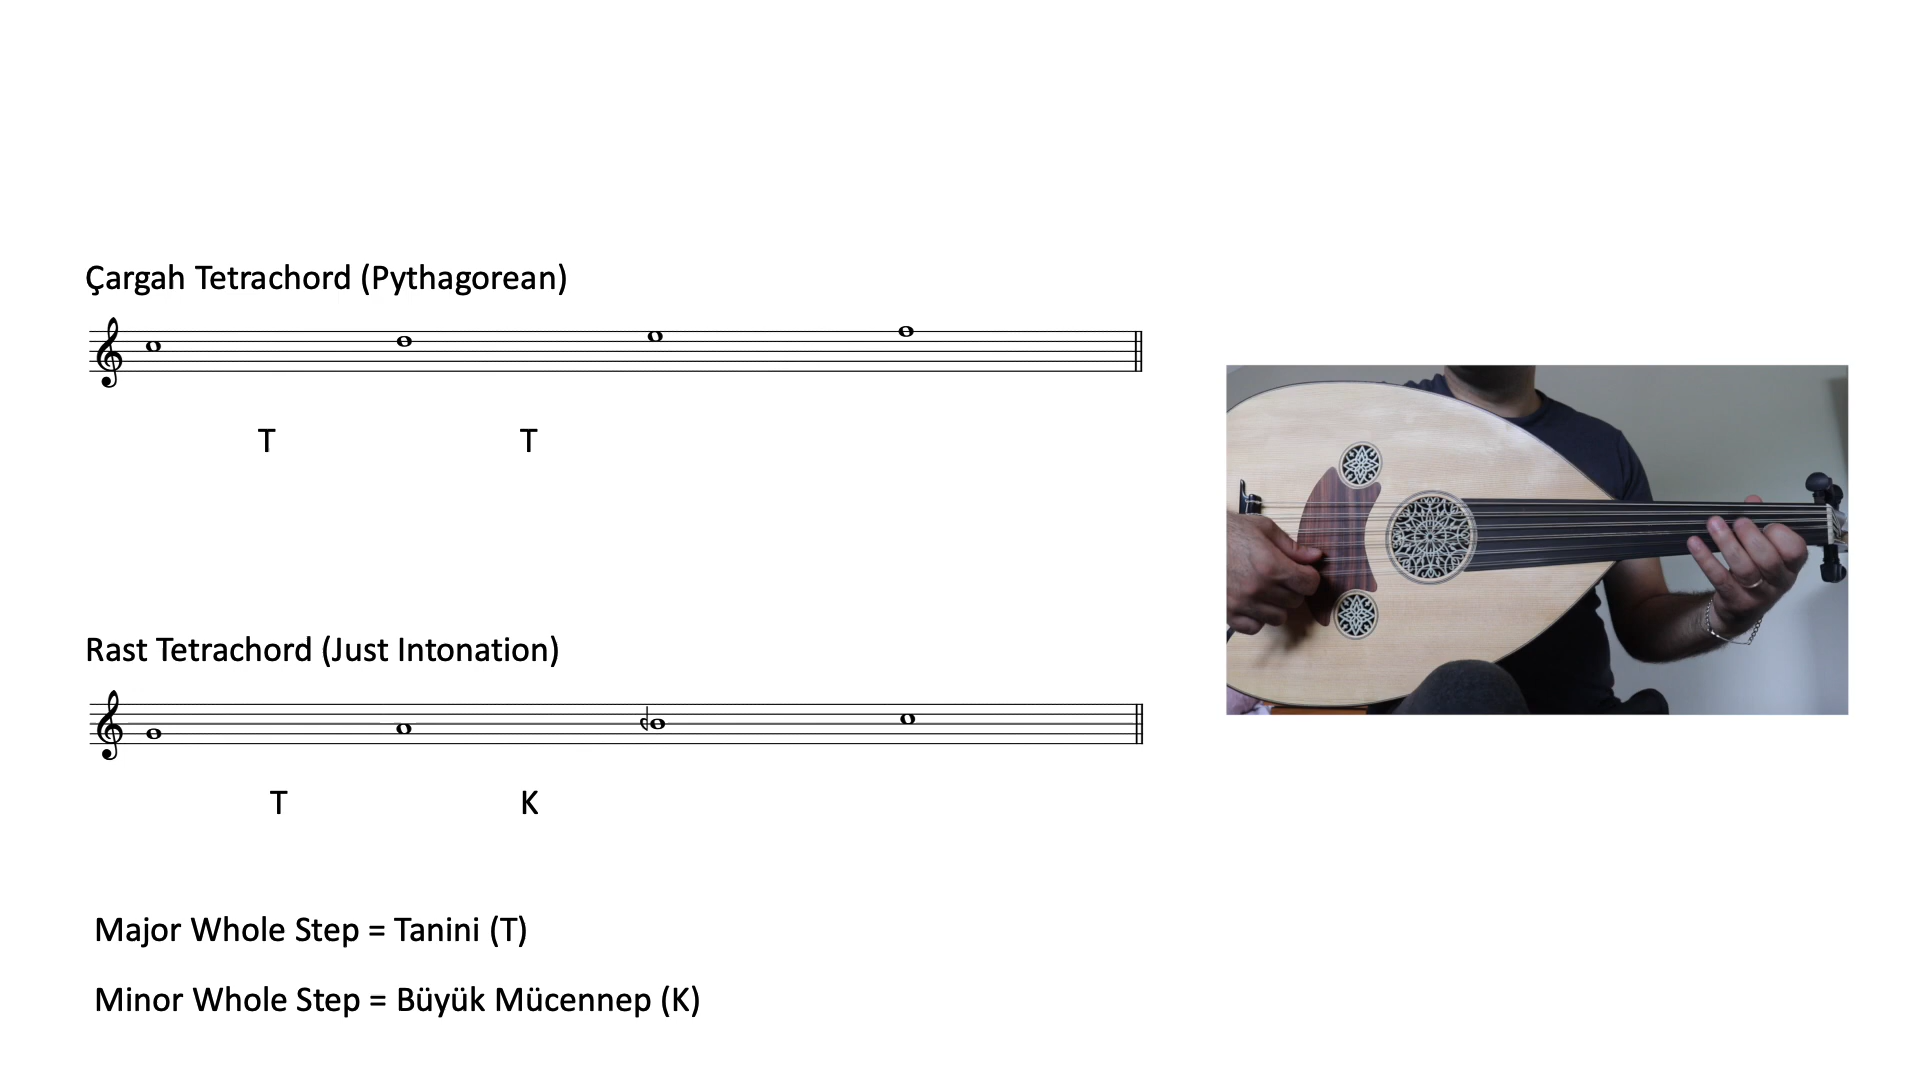 Çargah Tetrachord (Pythagorean)
T T
Rast Tetrachord (Just Intonation)
T K
Major Whole Step = Tanini (T)
Minor Whole Step = Büyük Mücennep (K)